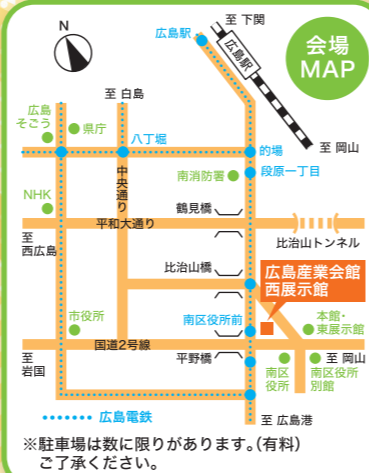 N
至 下関
広島駅
広島駅
会場
MAP
至 白島
広島
そごう
県庁
八丁堀
至 岡山
的場
中央通り
南消防署
段原一丁目
NHK
鶴見橋
平和大通り
至
西広島
比治山トンネル
比治山橋
広島産業会館
西展示館
市役所
南区役所前
本館・
東展示館
国道2号線
至
岩国
平野橋
至 岡山
南区
役所
南区役所
別館
広島電鉄
至 広島港
※駐車場は数に限りがあります。(有料)
ご了承ください。